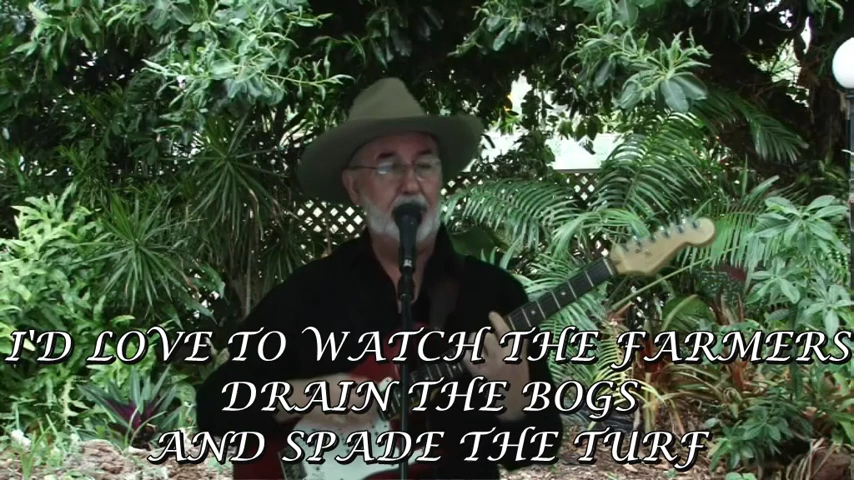 I'D LOVE TO WATCH THE FARMERS
DRAIN THE BOGS
AND SPADE THE TURF